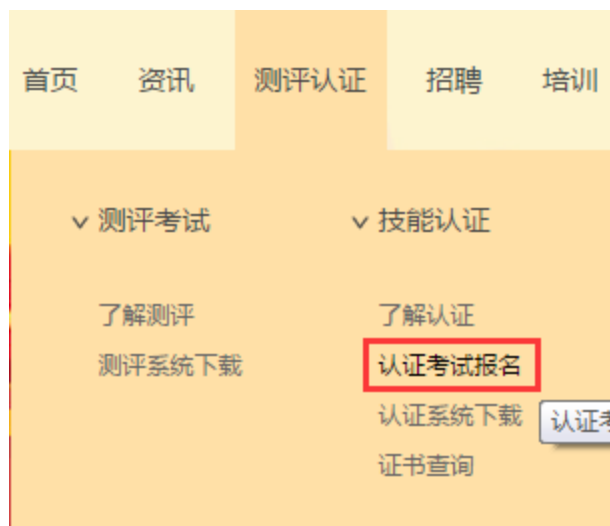 首页 资讯 测评认证 招聘 培训
测评考试 技能认证
了解测评 了解认证
测评系统下载 认证考试报名
认证系统下载 认证考
证书查询